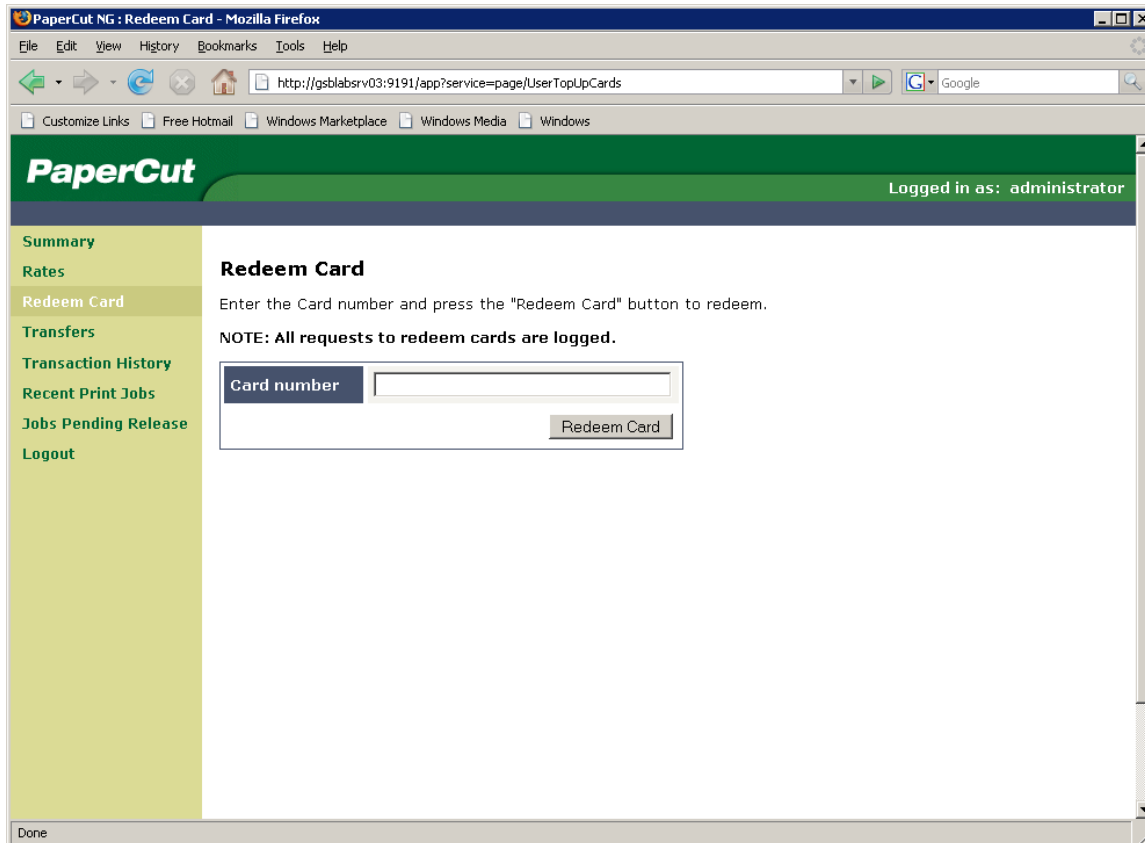 PaperCut NG : Redeem Card - Mozilla Firefox
File Edit View History Bookmarks Tools Help
http://gsblabsrv03:9191/app?service=page/UserTopUpCards
G Google
Customize Links Free Hotmail Windows Marketplace Windows Media Windows
PaperCut
Logged in as: administrator
Summary
Rates
Redeem Card
Transfers
Transaction History
Recent Print Jobs
Jobs Pending Release
Logout
Redeem Card
Enter the Card number and press the "Redeem Card" button to redeem.
NOTE: All requests to redeem cards are logged.
Card number
Redeem Card
Done